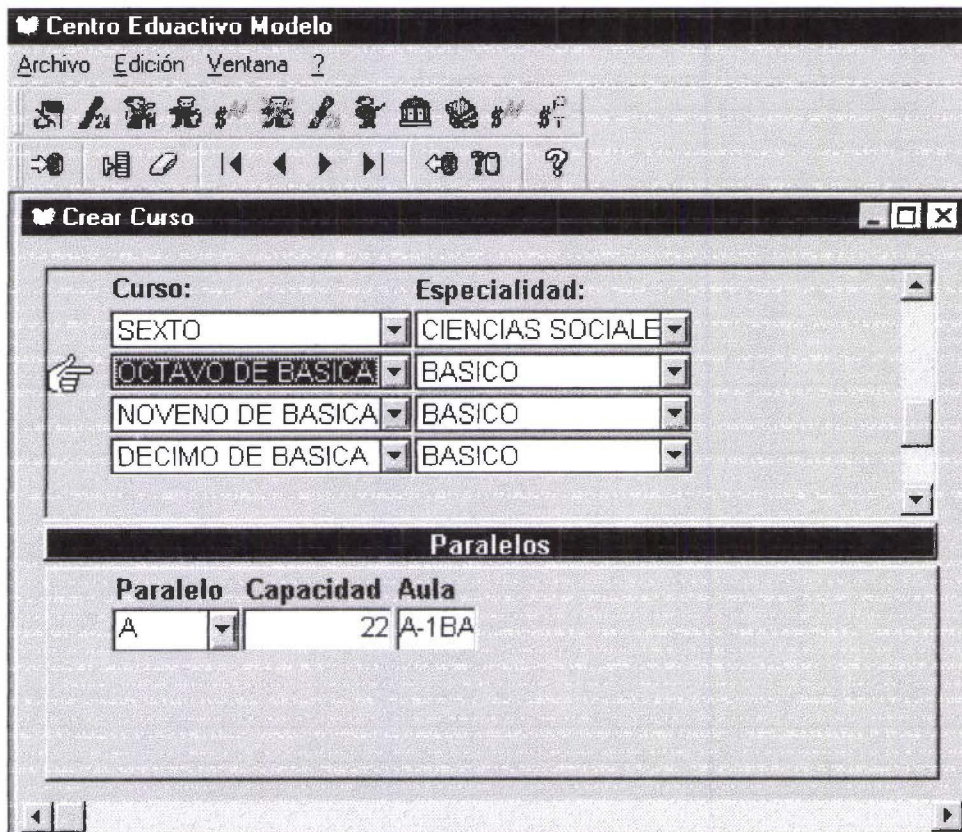 Centro Eduactivo Modelo
Archivo Edición Ventana ?
Crear Curso
Curso: Especialidad:
SEXTO CIENCIAS SOCIALE
OCTAVO DE BASICA BASICO
NOVENO DE BASICA BASICO
DECIMO DE BASICA BASICO
Paralelos
Paralelo Capacidad Aula
A 22 A-1BA